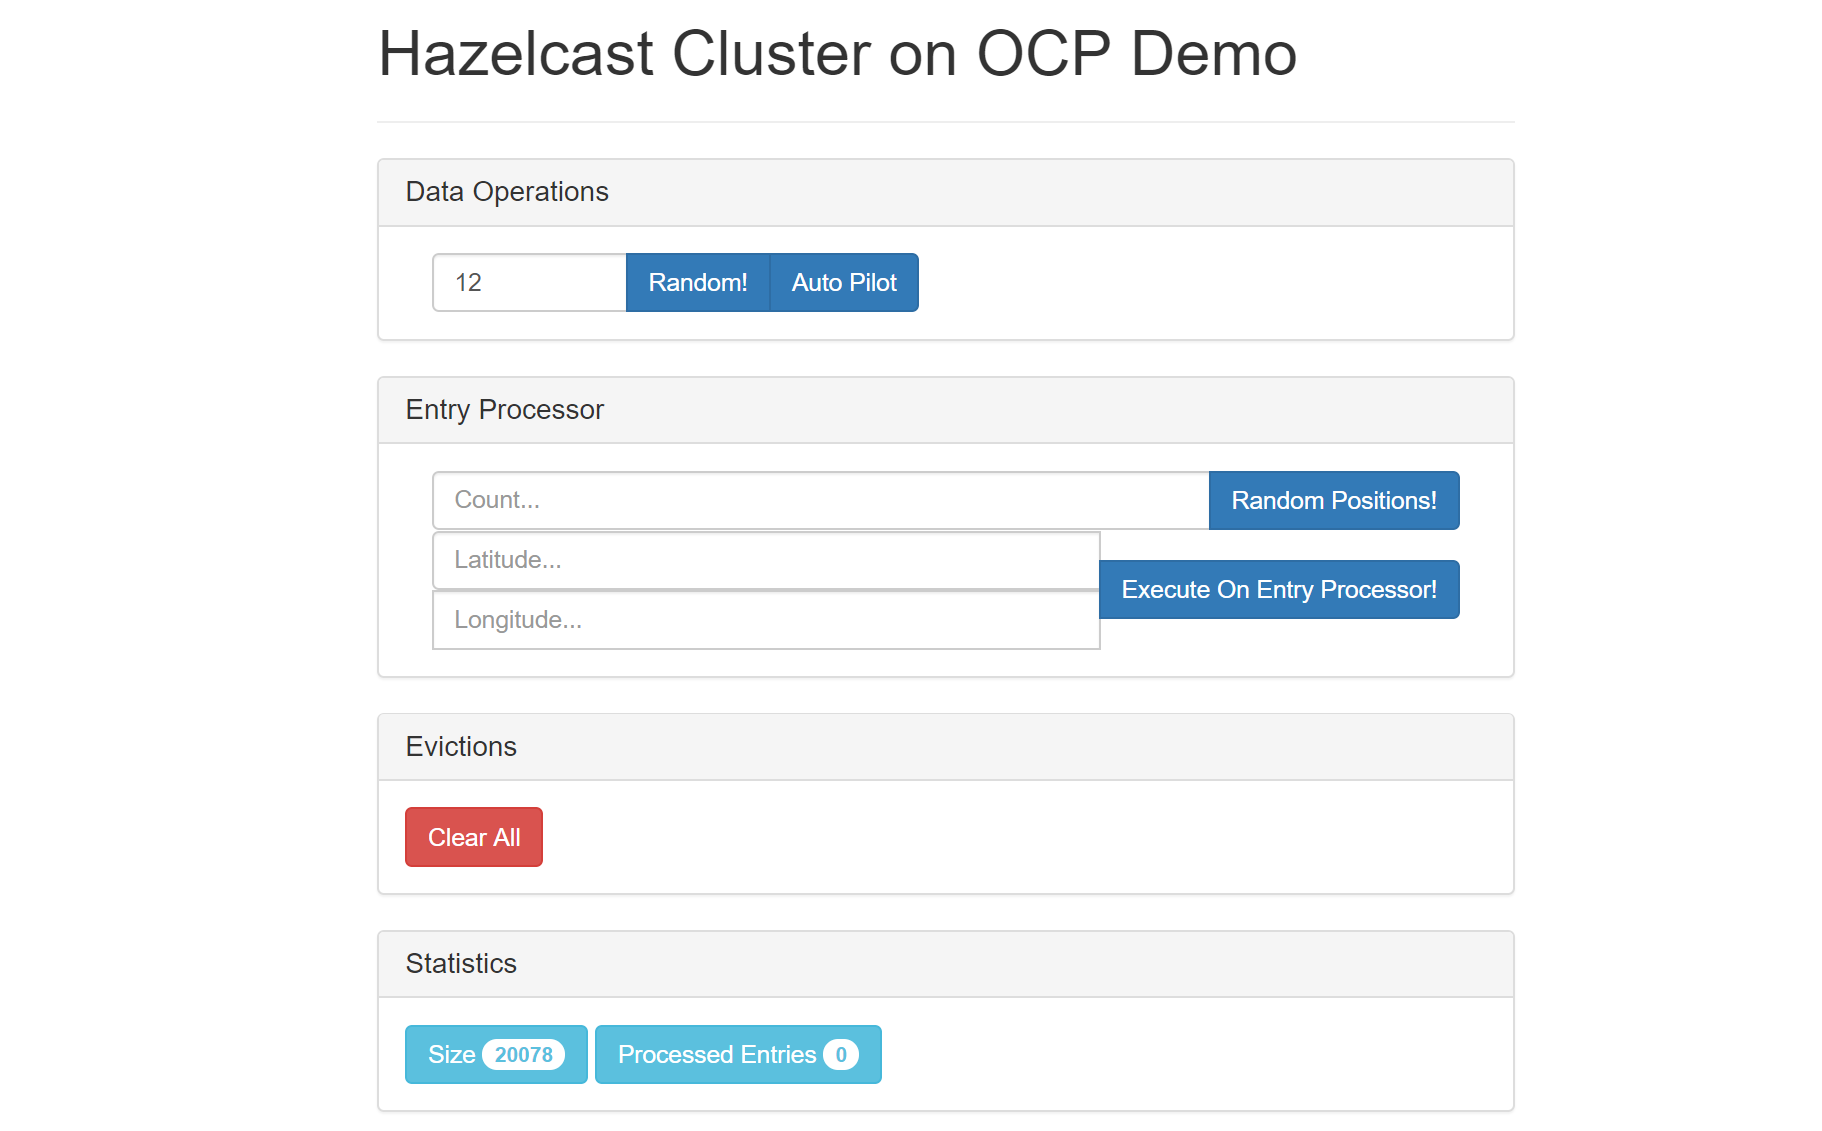 Hazelcast Cluster on OCP Demo
Data Operations
12 Random! Auto Pilot
Entry Processor
Count... Random Positions!
Latitude...
Execute On Entry Processor!
Longitude...
Evictions
Clear All
Statistics
Size 20078 Processed Entries 0